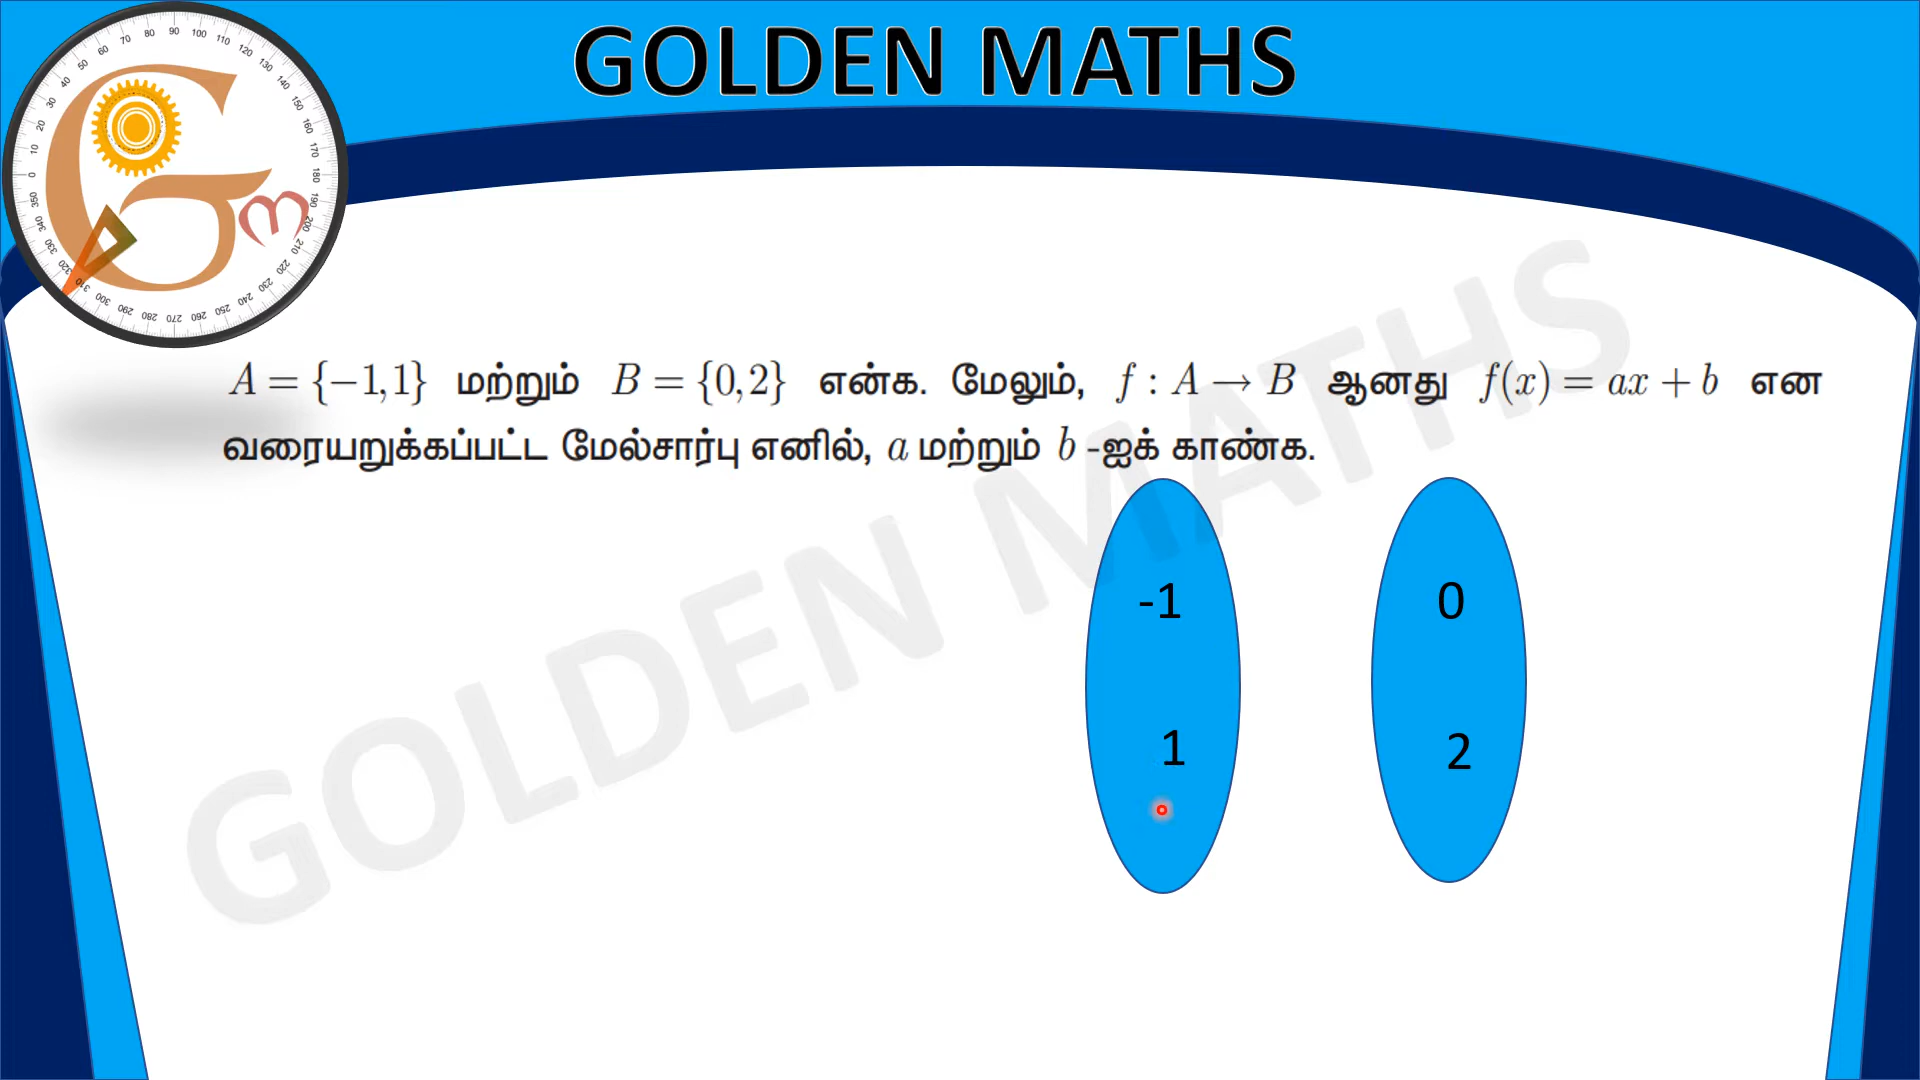 GOLDEN MATHS
A = {−1,1} மற்றும் B = {0,2} என்க. மேலும், f : A → B ஆனது f(x) = ax + b என
வரையறுக்கப்பட்ட மேல்சார்பு எனில், a மற்றும் b -ஐக் காண்க.
-1 0
1 2
GOLDEN MATHS